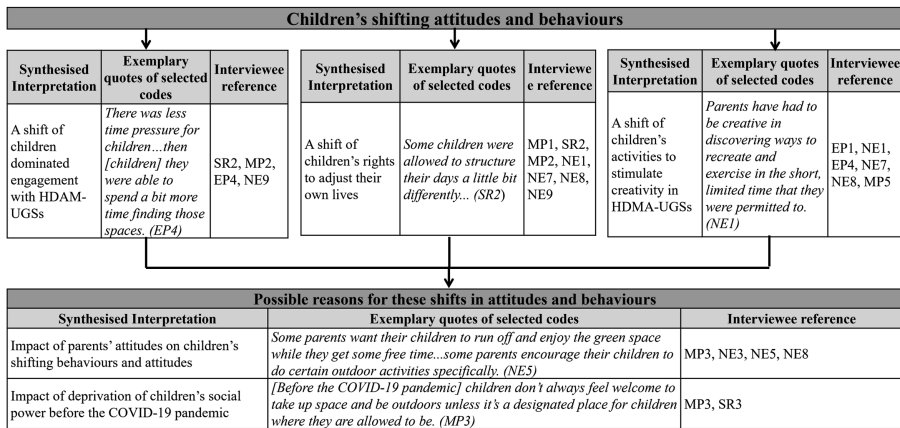 Children's shifting attitudes and behaviours
Synthesised
Interpretation
Exemplary quotes
of selected
codes
Interviewee
reference
A shift of
children
dominated
engagement
with HDAM-
UGSs
There was less
time pressure for
children…then
[children] they
were able to
spend a bit more
time finding those
spaces. (EP4)
SR2, MP2,
EP4, NE9
Synthesised
Interpretation
Exemplary quotes
of selected codes
Interviewe
e reference
A shift of
children's rights
to adjust their
own lives
Some children were
allowed to structure
their days a little bit
differently... (SR2)
MP1, SR2,
MP2, NE1,
NE7, NE8,
NE9
Synthesised
Interpretation
Exemplary quotes
of selected codes
Interviewee
reference
A shift of
children's
activities to
stimulate
creativity in
HDMA-UGSs
Parents have had to
be creative in
discovering ways to
recreate and
exercise in the short,
limited time that they
were permitted to.
(NE1)
EP1, NE1,
EP4, NE7,
NE8, MP5
Possible reasons for these shifts in attitudes and behaviours
Synthesised Interpretation
Exemplary quotes of selected codes
Interviewee reference
Impact of parents' attitudes on children's
shifting behaviours and attitudes
Some parents want their children to run off and enjoy the green space
while they get some free time...some parents encourage their children to
do certain outdoor activities specifically. (NE5)
MP3, NE3, NE5, NE8
Impact of deprivation of children's social
power before the COVID-19 pandemic
[Before the COVID-19 pandemic] children don't always feel welcome to
take up space and be outdoors unless it's a designated place for children
where they are allowed to be. (MP3)
MP3, SR3